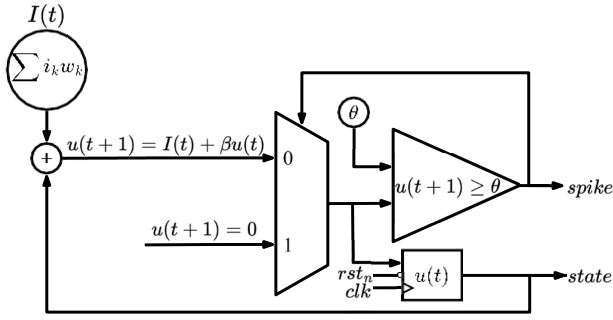 I(t)
∑ i_k w_k
θ
+
u(t + 1) = I(t) + βu(t)
0
u(t + 1) ≥ θ
spike
u(t + 1) = 0
1
rst_n
u(t)
state
clk